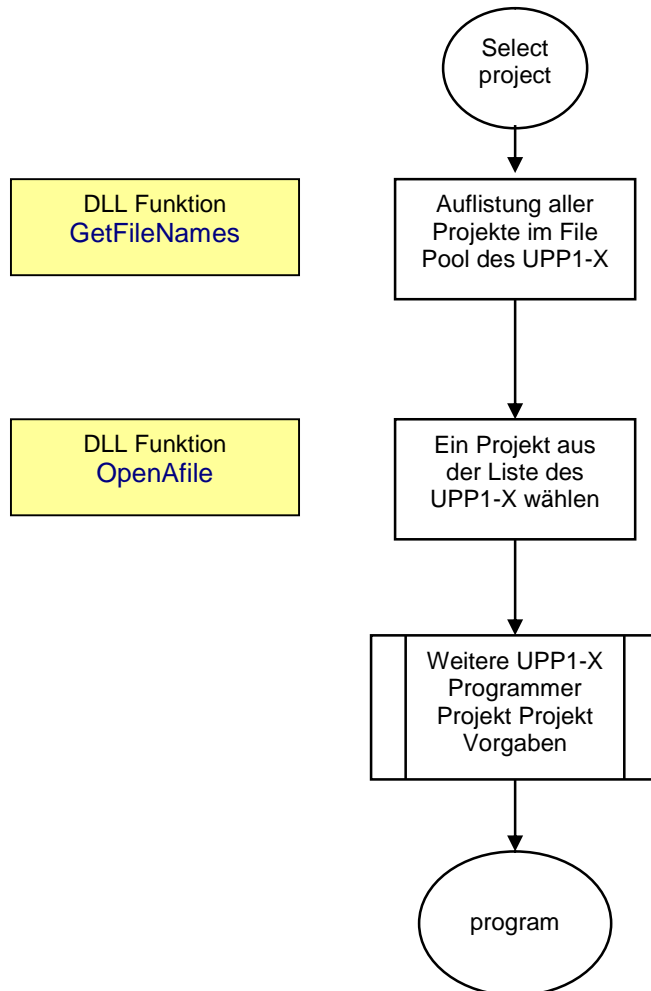 Select
project
DLL Funktion
GetFileNames
Auflistung aller
Projekte im File
Pool des UPP1-X
DLL Funktion
OpenAfile
Ein Projekt aus
der Liste des
UPP1-X wählen
Weitere UPP1-X
Programmer
Projekt Projekt
Vorgaben
program